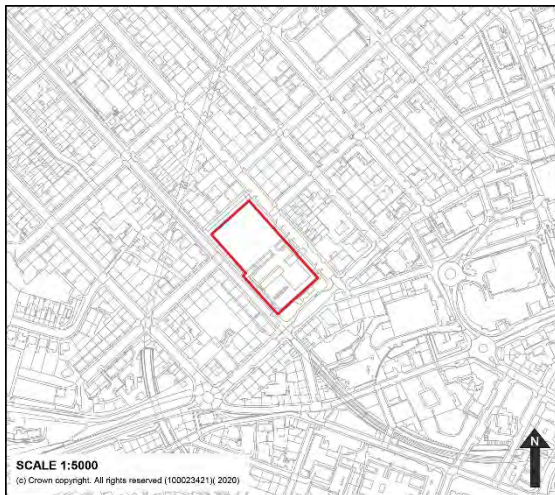 N
SCALE 1:5000
(c) Crown copyright. All rights reserved (100023421)( 2020)